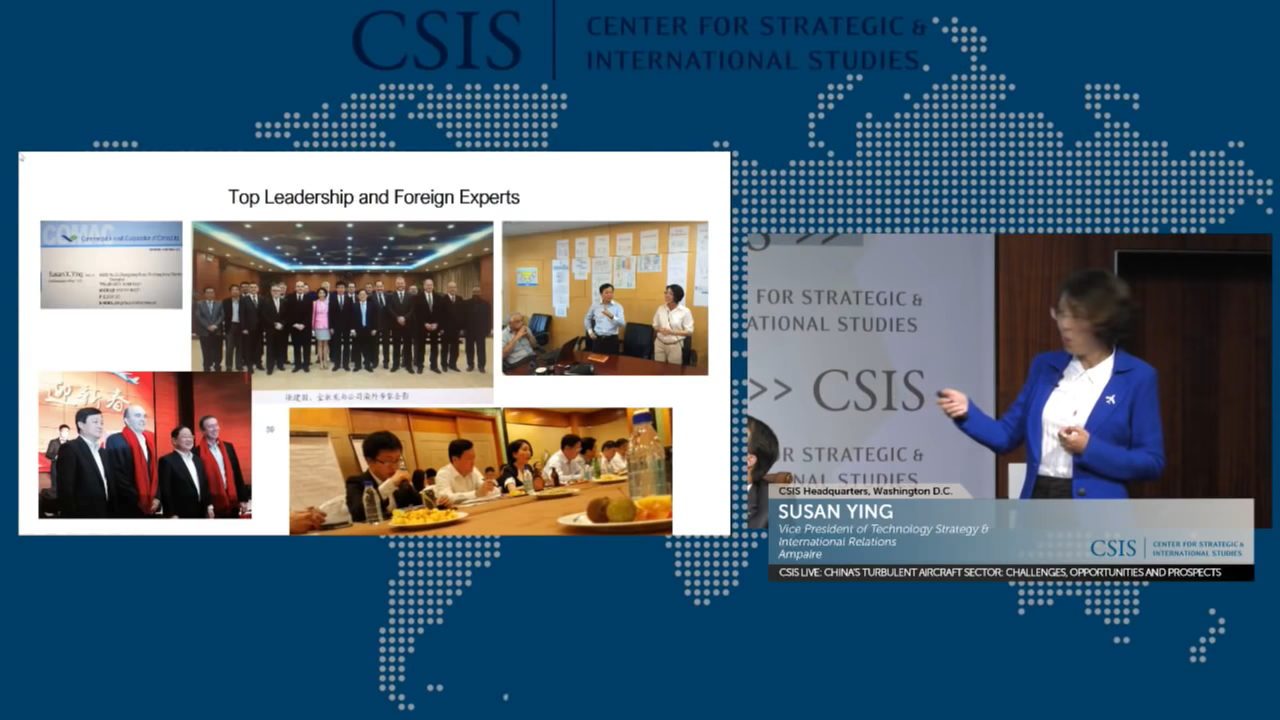 CSIS
CENTER FOR STRATEGIC &
INTERNATIONAL STUDIES
Top Leadership and Foreign Experts
COMAC
Susan X. Ying
迎新春
FOR STRATEGIC &
ATIONAL STUDIES
>> CSIS
R STRATEGIC &
NAL STUDIES
CSIS Headquarters, Washington D.C.
SUSAN YING
Vice President of Technology Strategy &
International Relations
Ampaire
CSIS
CENTER FOR STRATEGIC &
INTERNATIONAL STUDIES
CSIS LIVE: CHINA'S TURBULENT AIRCRAFT SECTOR: CHALLENGES, OPPORTUNITIES AND PROSPECTS